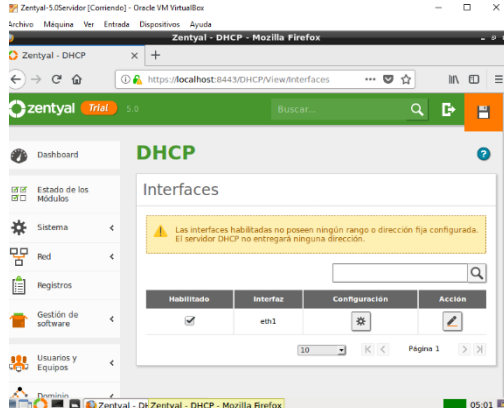 Zentyal-5.0Servidor [Corriendo] - Oracle VM VirtualBox
Archivo Máquina Ver Entrada Dispositivos Ayuda
Zentyal - DHCP - Mozilla Firefox
Zentyal - DHCP
https://localhost:8443/DHCP/View/Interfaces
zentyal Trial 5.0 Buscar...
Dashboard
Estado de los Módulos
Sistema
Red
Registros
Gestión de software
Usuarios y Equipos
Dominio
DHCP
Interfaces
Las interfaces habilitadas no poseen ningún rango o dirección fija configurada.
El servidor DHCP no entregará ninguna dirección.
Habilitado Interfaz Configuración Acción
eth1
10 Página 1
Zentyal - DH Zentyal - DHCP - Mozilla Firefox 05:01